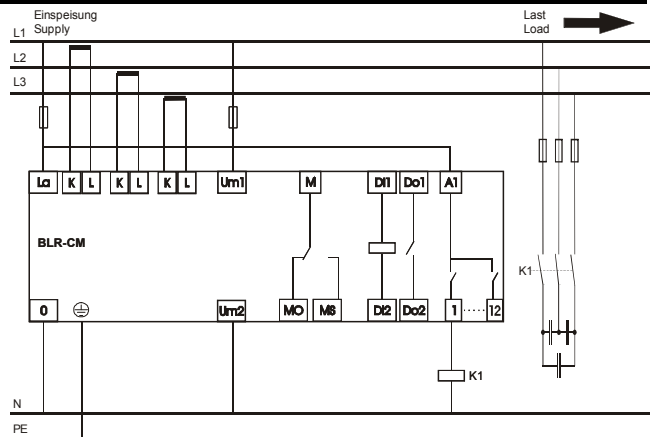 Einspeisung
Supply
Last
Load
L1
L2
L3
La K L K L K L Um1 M DI1 Do1 A1
BLR-CM
K1
0 Um2 MO MS DI2 Do2 1 12
K1
N
PE